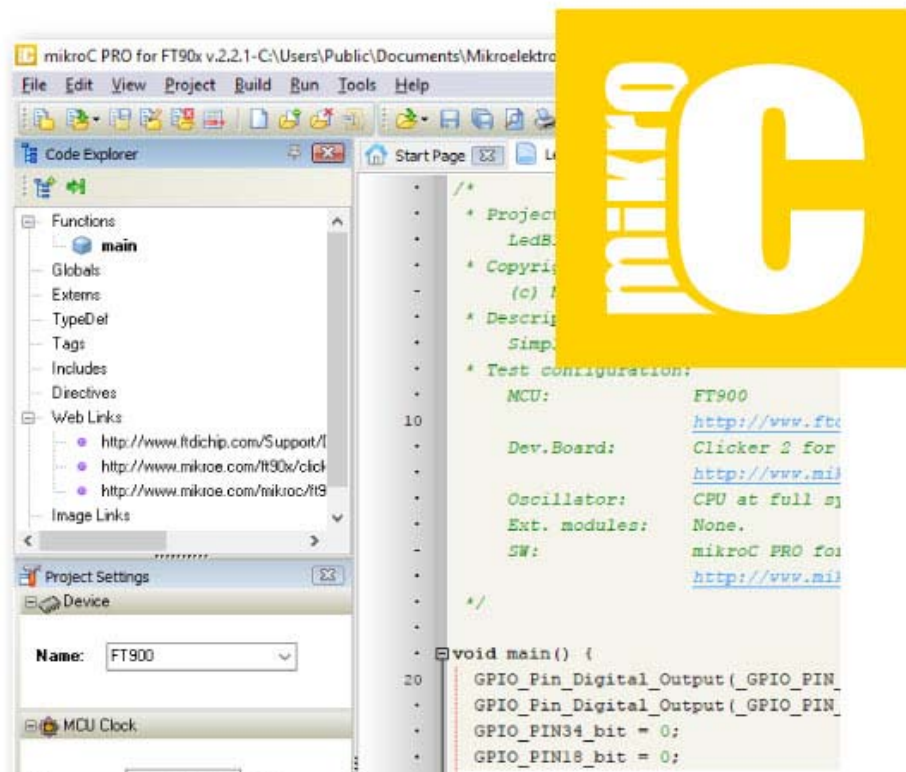 mikroC PRO for FT90x v.2.2.1-C:\Users\Public\Documents\Mikroelektro
File Edit View Project Build Run Tools Help
mikro C
Code Explorer
Start Page
Functions
main
Globals
Externs
TypeDef
Tags
Includes
Directives
Web Links
http://www.ftdichip.com/Support/
http://www.mikroe.com/ft90x/click
http://www.mikroe.com/mikroc/ft9
Image Links
Project Settings
Device
Name: FT900
MCU Clock
/*
* Project
LedB
* Copyri
(c)
* Descrip
Simpl
* Test configuration:
MCU: FT900
10 http://www.ftd
Dev.Board: Clicker 2 for
http://www.mik
Oscillator: CPU at full sy
Ext. modules: None.
SW: mikroC PRO for
http://www.mik
*/
void main() {
20 GPIO_Pin_Digital_Output(_GPIO_PIN_
GPIO_Pin_Digital_Output(_GPIO_PIN_
GPIO_PIN34_bit = 0;
GPIO_PIN18_bit = 0;